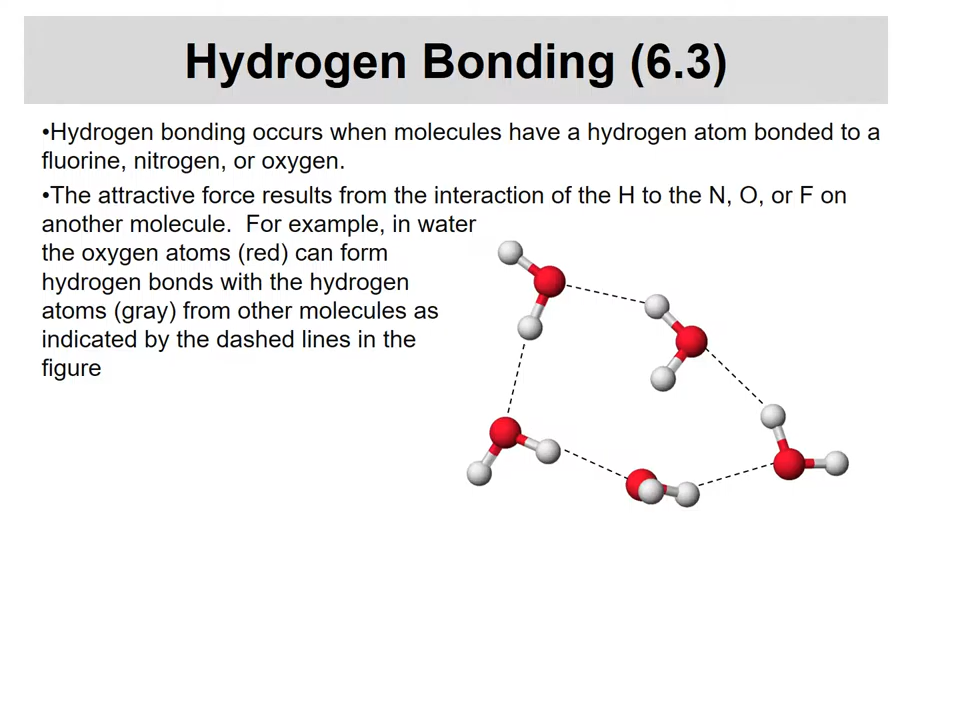 Hydrogen Bonding (6.3)
•Hydrogen bonding occurs when molecules have a hydrogen atom bonded to a
fluorine, nitrogen, or oxygen.
•The attractive force results from the interaction of the H to the N, O, or F on
another molecule.  For example, in water
the oxygen atoms (red) can form
hydrogen bonds with the hydrogen
atoms (gray) from other molecules as
indicated by the dashed lines in the
figure